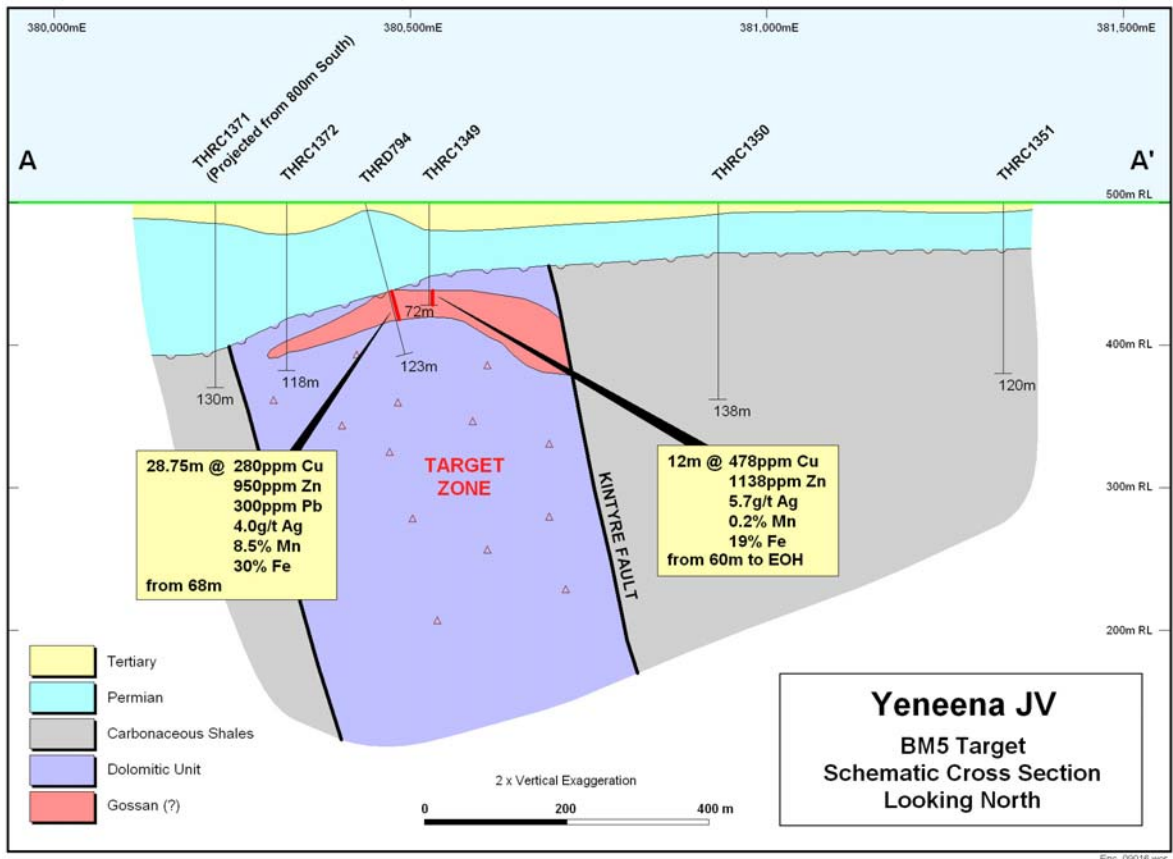 380,000mE
380,500mE
381,000mE
381,500mE
A
THRC1371
(Projected from 800m South)
THRC1372
THRD794
THRC1349
THRC1350
THRC1351
A'
500m RL
72m
400m RL
123m
118m
130m
138m
120m
28.75m @ 280ppm Cu
950ppm Zn
300ppm Pb
4.0g/t Ag
8.5% Mn
30% Fe
from 68m
TARGET
ZONE
12m @ 478ppm Cu
1138ppm Zn
5.7g/t Ag
0.2% Mn
19% Fe
from 60m to EOH
KINTYRE FAULT
300m RL
200m RL
Tertiary
Permian
Carbonaceous Shales
Dolomitic Unit
Gossan (?)
2 x Vertical Exaggeration
0 200 400 m
Yeneena JV
BM5 Target
Schematic Cross Section
Looking North